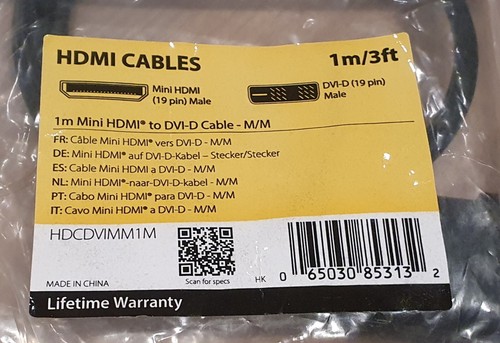 HDMI CABLES 1m/3ft
Mini HDMI
(19 pin) Male
DVI-D (19 pin)
Male
1m Mini HDMI® to DVI-D Cable - M/M
FR: Câble Mini HDMI® vers DVI-D - M/M
DE: Mini HDMI® auf DVI-D-Kabel – Stecker/Stecker
ES: Cable Mini HDMI a DVI-D - M/M
NL: Mini HDMI®-naar-DVI-D-kabel - M/M
PT: Cabo Mini HDMI® para DVI-D - M/M
IT: Cavo Mini HDMI® a DVI-D - M/M
HDCDVIMM1M
MADE IN CHINA
Scan for specs
HK
0 65030 85313 2
Lifetime Warranty